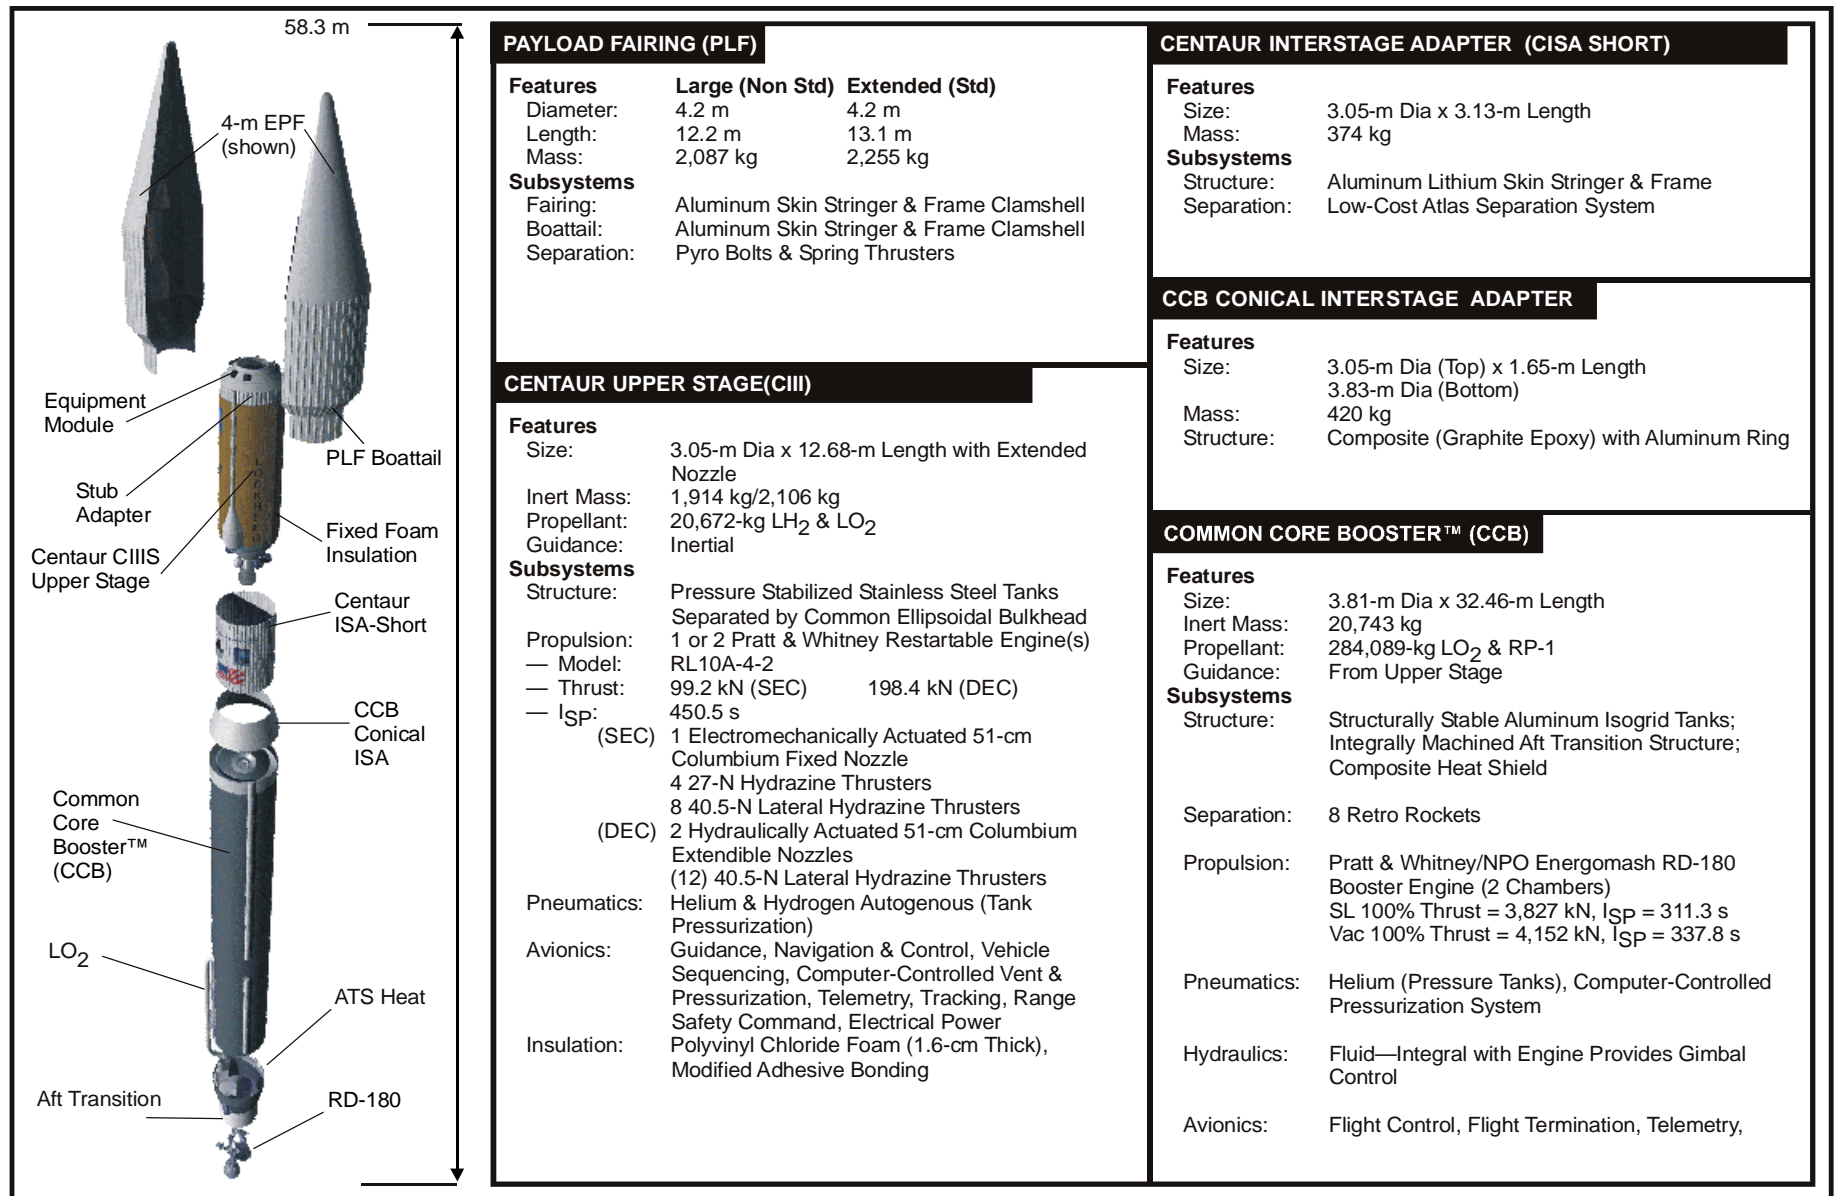 58.3 m
4-m EPF
(shown)
Equipment
Module
PLF Boattail
Stub
Adapter
Fixed Foam
Insulation
Centaur CIIIS
Upper Stage
Centaur
ISA-Short
CCB
Conical
ISA
Common
Core
Booster™
(CCB)
LO2
ATS Heat
Aft Transition
RD-180
PAYLOAD FAIRING (PLF)
Features Large (Non Std) Extended (Std)
Diameter: 4.2 m 4.2 m
Length: 12.2 m 13.1 m
Mass: 2,087 kg 2,255 kg
Subsystems
Fairing: Aluminum Skin Stringer & Frame Clamshell
Boattail: Aluminum Skin Stringer & Frame Clamshell
Separation: Pyro Bolts & Spring Thrusters
CENTAUR UPPER STAGE(CIII)
Features
Size: 3.05-m Dia x 12.68-m Length with Extended
Nozzle
Inert Mass: 1,914 kg/2,106 kg
Propellant: 20,672-kg LH2 & LO2
Guidance: Inertial
Subsystems
Structure: Pressure Stabilized Stainless Steel Tanks
Separated by Common Ellipsoidal Bulkhead
Propulsion: 1 or 2 Pratt & Whitney Restartable Engine(s)
— Model: RL10A-4-2
— Thrust: 99.2 kN (SEC) 198.4 kN (DEC)
— ISP: 450.5 s
(SEC) 1 Electromechanically Actuated 51-cm
Columbium Fixed Nozzle
4 27-N Hydrazine Thrusters
8 40.5-N Lateral Hydrazine Thrusters
(DEC) 2 Hydraulically Actuated 51-cm Columbium
Extendible Nozzles
(12) 40.5-N Lateral Hydrazine Thrusters
Pneumatics: Helium & Hydrogen Autogenous (Tank
Pressurization)
Avionics: Guidance, Navigation & Control, Vehicle
Sequencing, Computer-Controlled Vent &
Pressurization, Telemetry, Tracking, Range
Safety Command, Electrical Power
Insulation: Polyvinyl Chloride Foam (1.6-cm Thick),
Modified Adhesive Bonding
CENTAUR INTERSTAGE ADAPTER (CISA SHORT)
Features
Size: 3.05-m Dia x 3.13-m Length
Mass: 374 kg
Subsystems
Structure: Aluminum Lithium Skin Stringer & Frame
Separation: Low-Cost Atlas Separation System
CCB CONICAL INTERSTAGE ADAPTER
Features
Size: 3.05-m Dia (Top) x 1.65-m Length
3.83-m Dia (Bottom)
Mass: 420 kg
Structure: Composite (Graphite Epoxy) with Aluminum Ring
COMMON CORE BOOSTER™ (CCB)
Features
Size: 3.81-m Dia x 32.46-m Length
Inert Mass: 20,743 kg
Propellant: 284,089-kg LO2 & RP-1
Guidance: From Upper Stage
Subsystems
Structure: Structurally Stable Aluminum Isogrid Tanks;
Integrally Machined Aft Transition Structure;
Composite Heat Shield
Separation: 8 Retro Rockets
Propulsion: Pratt & Whitney/NPO Energomash RD-180
Booster Engine (2 Chambers)
SL 100% Thrust = 3,827 kN, ISP = 311.3 s
Vac 100% Thrust = 4,152 kN, ISP = 337.8 s
Pneumatics: Helium (Pressure Tanks), Computer-Controlled
Pressurization System
Hydraulics: Fluid—Integral with Engine Provides Gimbal
Control
Avionics: Flight Control, Flight Termination, Telemetry,